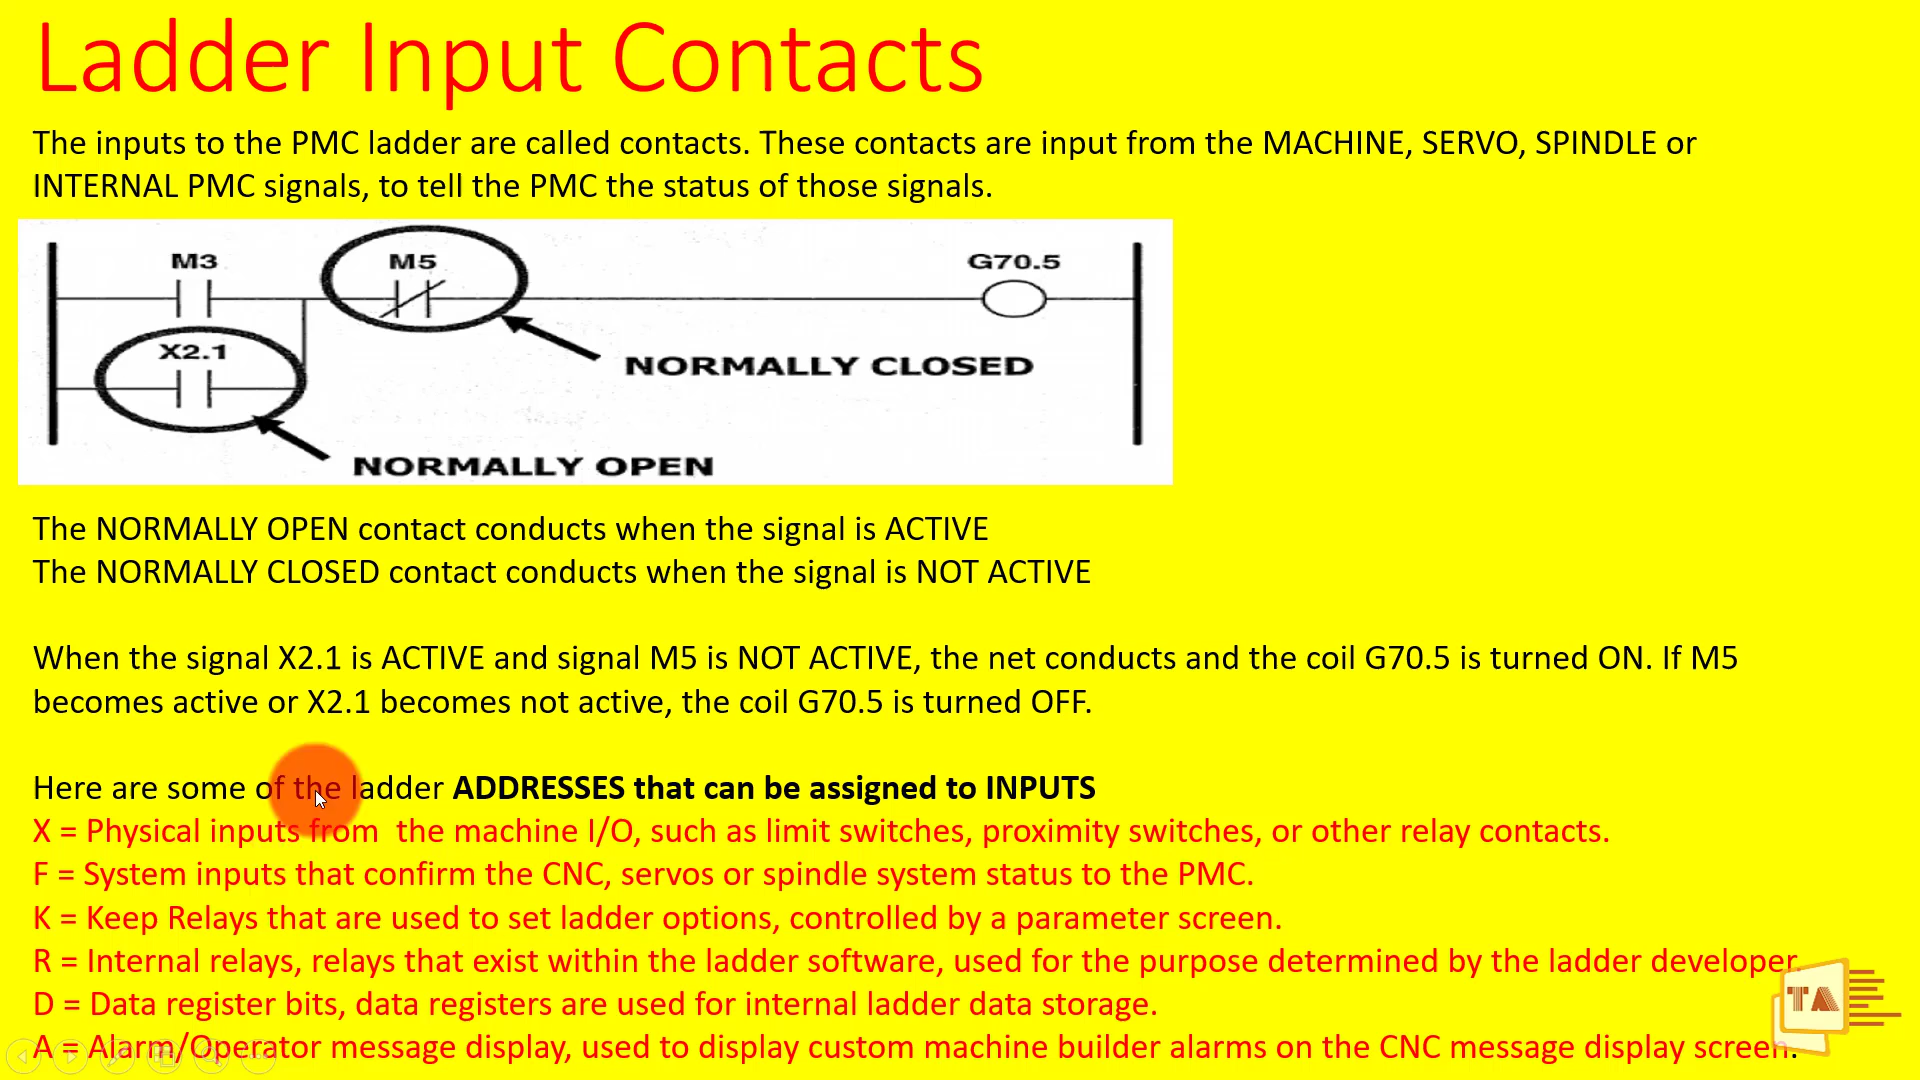 Ladder Input Contacts
The inputs to the PMC ladder are called contacts. These contacts are input from the MACHINE, SERVO, SPINDLE or
INTERNAL PMC signals, to tell the PMC the status of those signals.
M3
M5
G70.5
X2.1
NORMALLY CLOSED
NORMALLY OPEN
The NORMALLY OPEN contact conducts when the signal is ACTIVE
The NORMALLY CLOSED contact conducts when the signal is NOT ACTIVE
When the signal X2.1 is ACTIVE and signal M5 is NOT ACTIVE, the net conducts and the coil G70.5 is turned ON. If M5
becomes active or X2.1 becomes not active, the coil G70.5 is turned OFF.
Here are some of the ladder ADDRESSES that can be assigned to INPUTS
X = Physical inputs from  the machine I/O, such as limit switches, proximity switches, or other relay contacts.
F = System inputs that confirm the CNC, servos or spindle system status to the PMC.
K = Keep Relays that are used to set ladder options, controlled by a parameter screen.
R = Internal relays, relays that exist within the ladder software, used for the purpose determined by the ladder developer.
D = Data register bits, data registers are used for internal ladder data storage.
A = Alarm/Operator message display, used to display custom machine builder alarms on the CNC message display screen.
TA